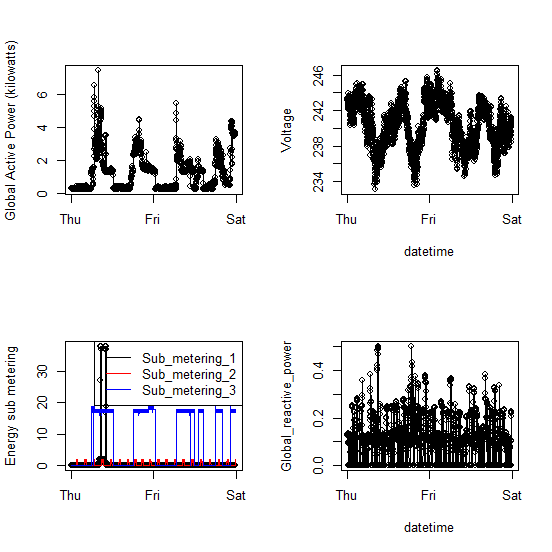 Global Active Power (kilowatts)
6
4
2
0
Thu Fri Sat
Voltage
246
242
238
234
Thu Fri Sat
datetime
Energy sub metering
30
20
10
0
Sub_metering_1
Sub_metering_2
Sub_metering_3
Thu Fri Sat
Global_reactive_power
0.4
0.2
0.0
Thu Fri Sat
datetime